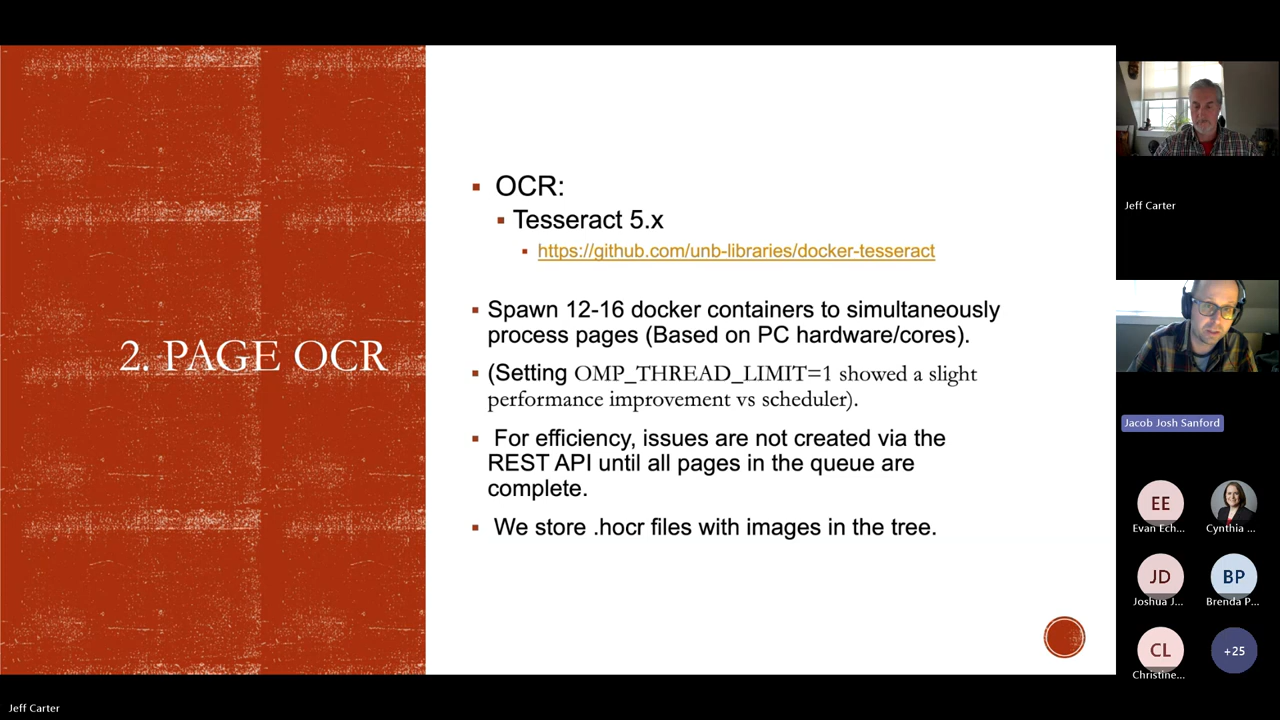 2. PAGE OCR
OCR:
Tesseract 5.x
https://github.com/unb-libraries/docker-tesseract
Spawn 12-16 docker containers to simultaneously
process pages (Based on PC hardware/cores).
(Setting OMP_THREAD_LIMIT=1 showed a slight
performance improvement vs scheduler).
For efficiency, issues are not created via the
REST API until all pages in the queue are
complete.
We store .hocr files with images in the tree.
Jeff Carter
Jacob Josh Sanford
EE
Evan Ech...
Cynthia ...
JD
BP
Joshua J...
Brenda P...
CL
+25
Christine...
Jeff Carter